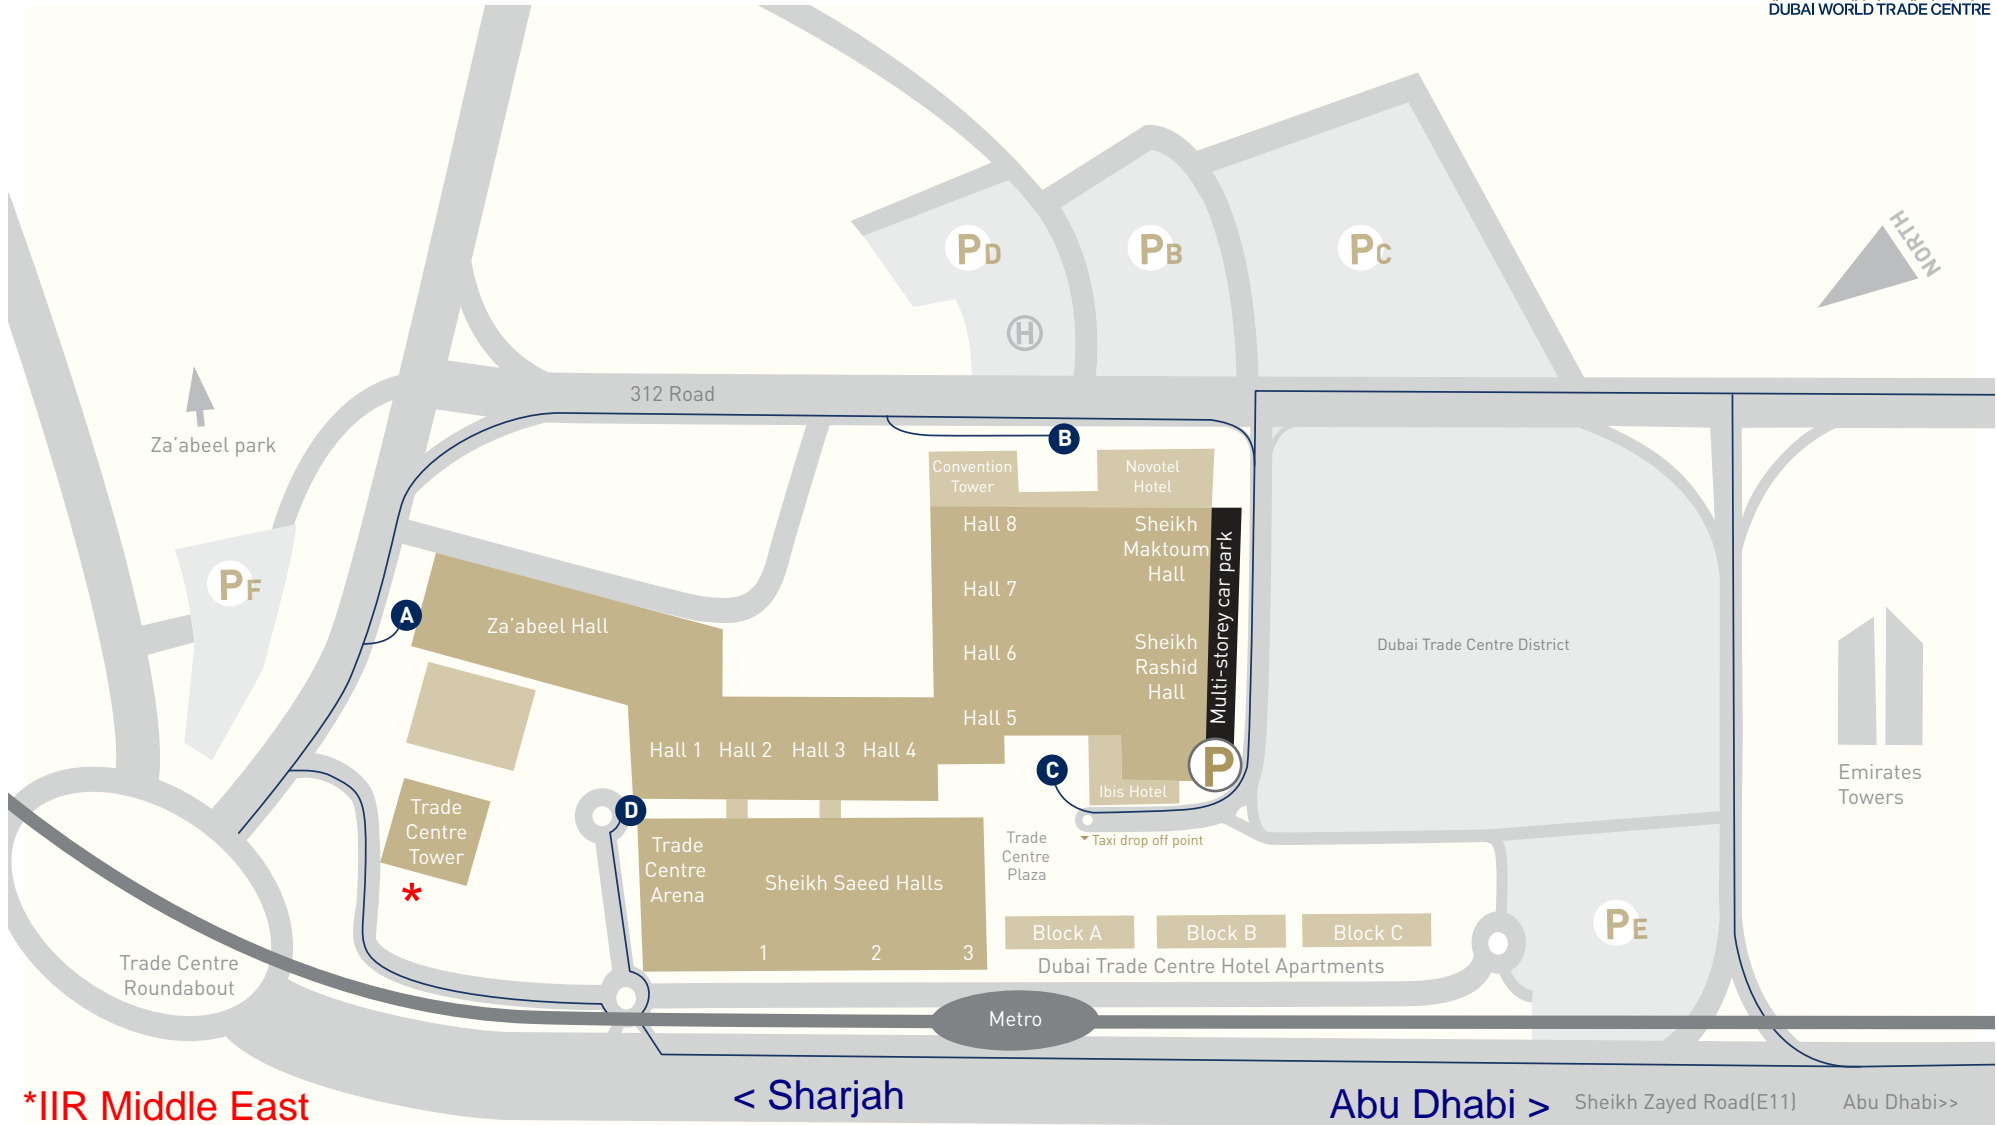 DUBAI WORLD TRADE CENTRE
NORTH
PD
PB
PC
H
312 Road
Za'abeel park
B
Convention
Tower
Novotel
Hotel
Hall 8
Sheikh
Maktoum
Hall
Multi-storey car park
PF
Hall 7
A
Za'abeel Hall
Hall 6
Sheikh
Rashid
Hall
Dubai Trade Centre District
Hall 5
Hall 1
Hall 2
Hall 3
Hall 4
P
C
Ibis Hotel
Emirates
Towers
Trade
Centre
Tower
*
D
Trade
Centre
Arena
Sheikh Saeed Halls
1
2
3
Trade
Centre
Plaza
Taxi drop off point
Block A
Block B
Block C
Dubai Trade Centre Hotel Apartments
PE
Trade Centre
Roundabout
Metro
*IIR Middle East
< Sharjah
Abu Dhabi >
Sheikh Zayed Road(E11)
Abu Dhabi>>